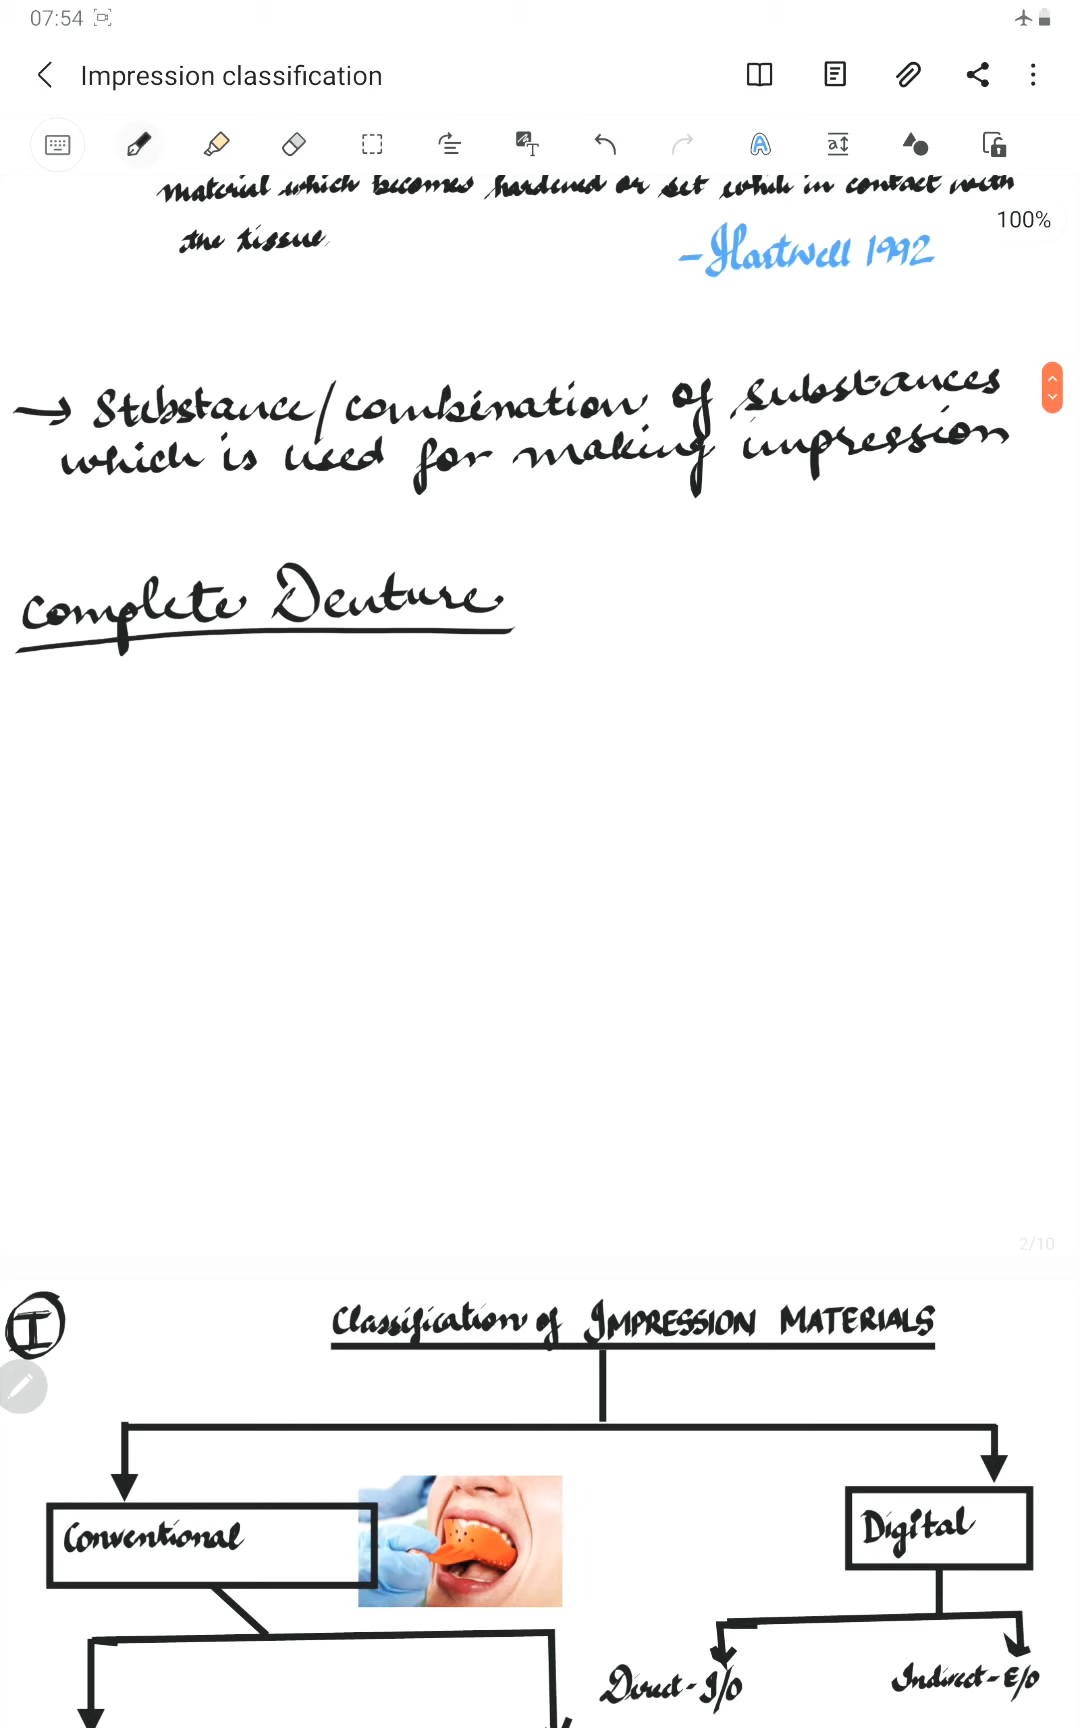 07:54
Impression classification
material which becomes hardened or set while in contact with
100%
the tissue.
-Hartwell 1992
→ Substance/combination of substances
which is used for making impression
Complete Denture
2/10
I
Classification of IMPRESSION MATERIALS
Conventional
Digital
Direct - I/O
Indirect - E/O